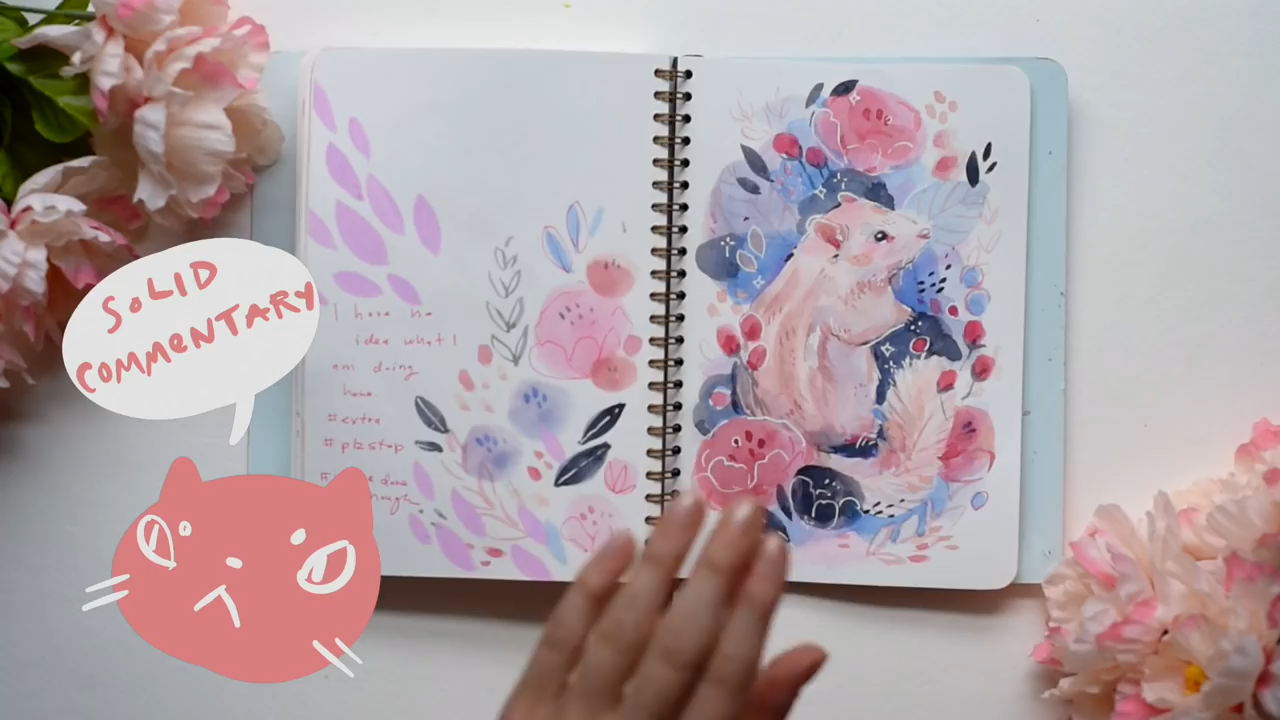 SOLID
COMMENTARY
I have no
idea what I
am doing
here.
#extra
#plzstop